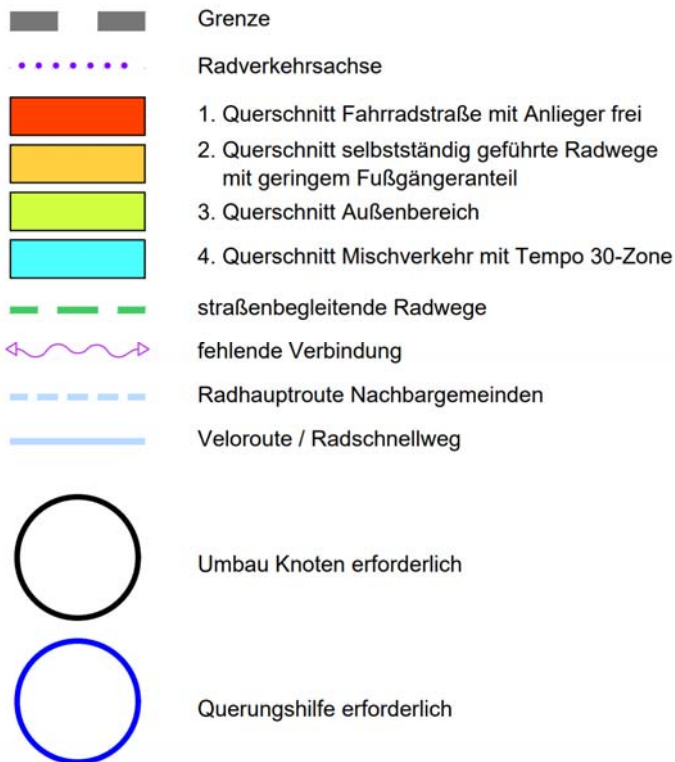 Grenze
Radverkehrsachse
1. Querschnitt Fahrradstraße mit Anlieger frei
2. Querschnitt selbstständig geführte Radwege
mit geringem Fußgängeranteil
3. Querschnitt Außenbereich
4. Querschnitt Mischverkehr mit Tempo 30-Zone
straßenbegleitende Radwege
fehlende Verbindung
Radhauptroute Nachbargemeinden
Veloroute / Radschnellweg
Umbau Knoten erforderlich
Querungshilfe erforderlich